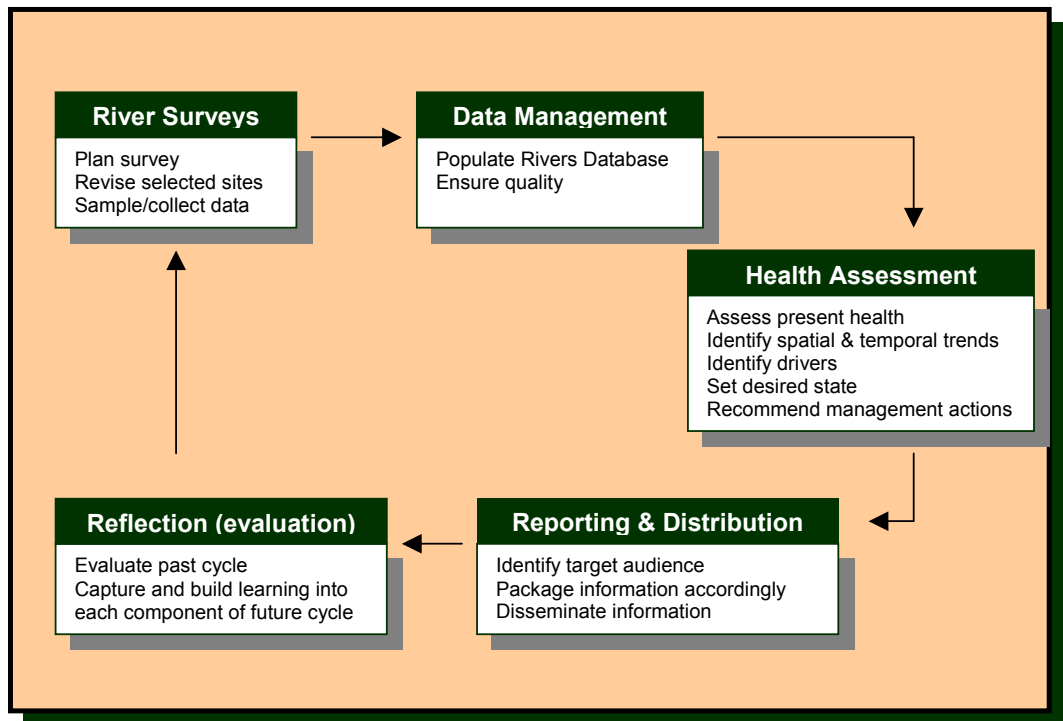 River Surveys
Plan survey
Revise selected sites
Sample/collect data
Data Management
Populate Rivers Database
Ensure quality
Health Assessment
Assess present health
Identify spatial & temporal trends
Identify drivers
Set desired state
Recommend management actions
Reporting & Distribution
Identify target audience
Package information accordingly
Disseminate information
Reflection (evaluation)
Evaluate past cycle
Capture and build learning into
each component of future cycle